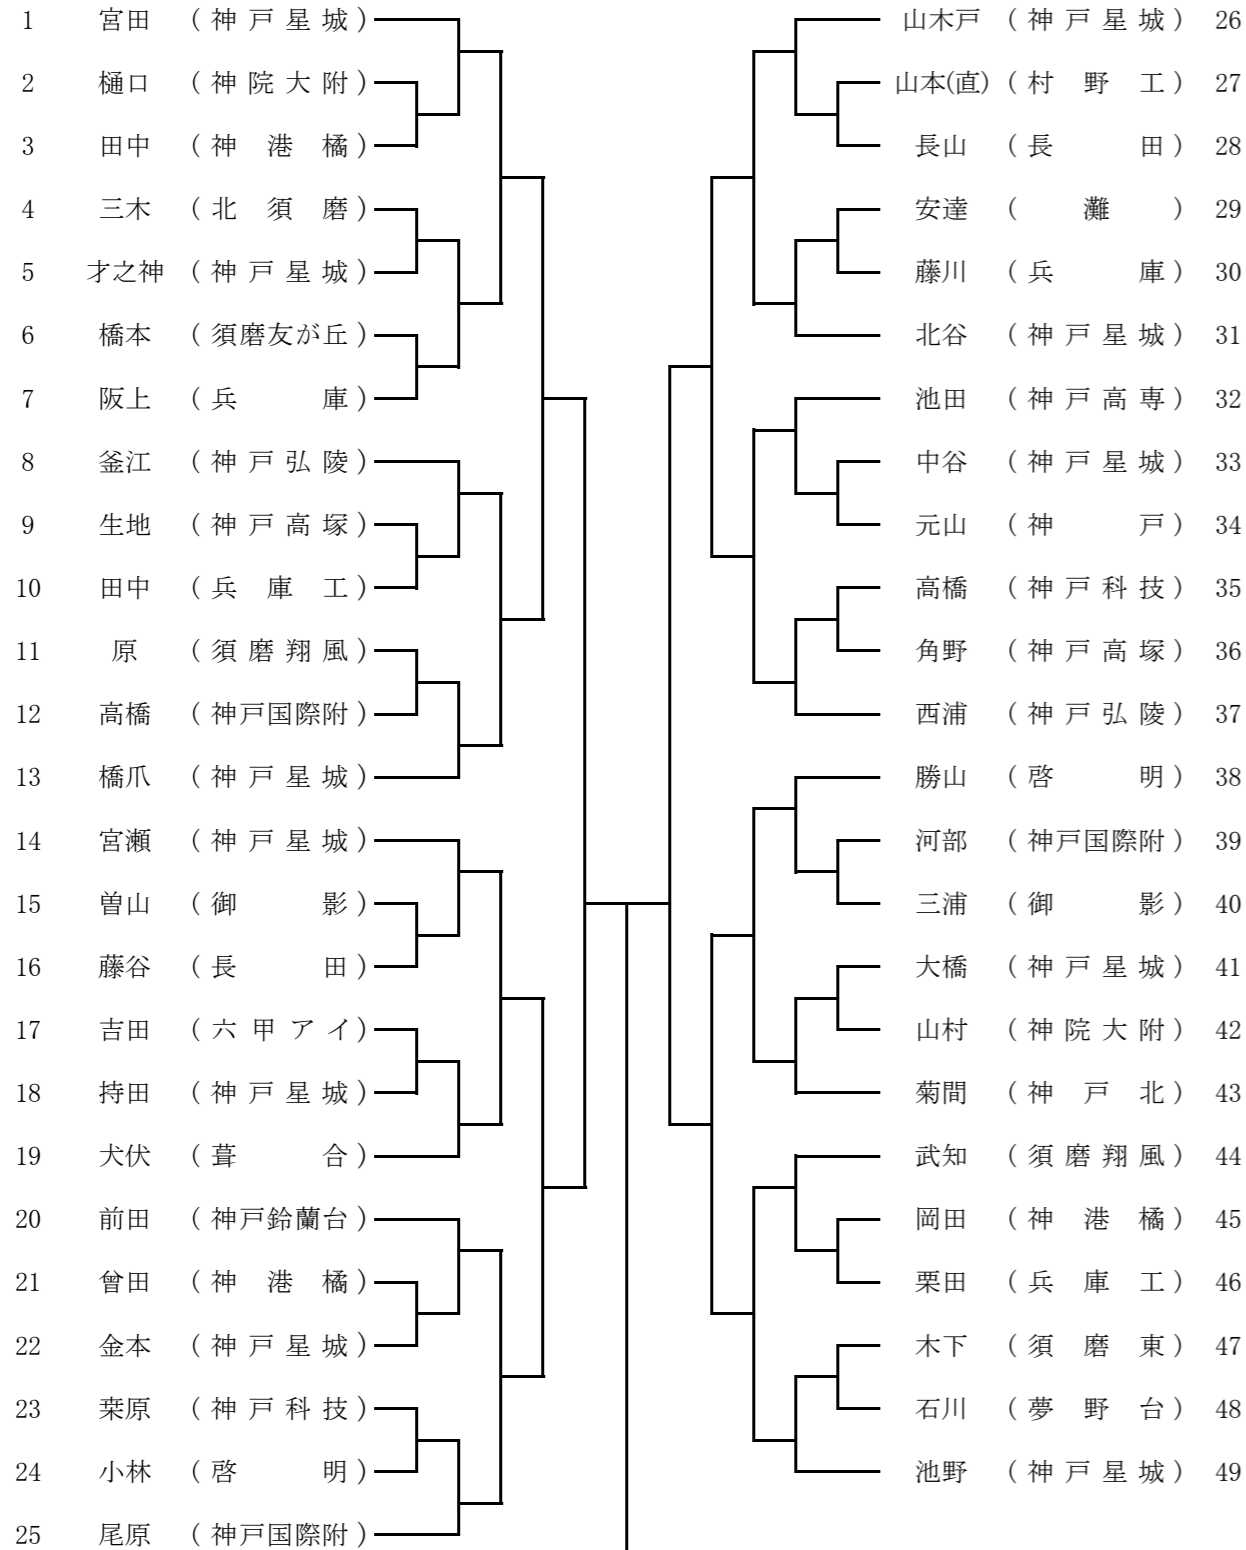 1 宮田 (神戸星城)
2 樋口 (神院大附)
3 田中 (神港橘)
4 三木 (北須磨)
5 才之神 (神戸星城)
6 橋本 (須磨友が丘)
7 阪上 (兵庫)
8 釜江 (神戸弘陵)
9 生地 (神戸高塚)
10 田中 (兵庫工)
11 原 (須磨翔風)
12 高橋 (神戸国際附)
13 橋爪 (神戸星城)
14 宮瀬 (神戸星城)
15 曽山 (御影)
16 藤谷 (長田)
17 吉田 (六甲アイ)
18 持田 (神戸星城)
19 犬伏 (葺合)
20 前田 (神戸鈴蘭台)
21 曾田 (神港橘)
22 金本 (神戸星城)
23 桒原 (神戸科技)
24 小林 (啓明)
25 尾原 (神戸国際附)
山木戸 (神戸星城) 26
山本(直) (村野工) 27
長山 (長田) 28
安達 (灘) 29
藤川 (兵庫) 30
北谷 (神戸星城) 31
池田 (神戸高専) 32
中谷 (神戸星城) 33
元山 (神戸) 34
高橋 (神戸科技) 35
角野 (神戸高塚) 36
西浦 (神戸弘陵) 37
勝山 (啓明) 38
河部 (神戸国際附) 39
三浦 (御影) 40
大橋 (神戸星城) 41
山村 (神院大附) 42
菊間 (神戸北) 43
武知 (須磨翔風) 44
岡田 (神港橘) 45
栗田 (兵庫工) 46
木下 (須磨東) 47
石川 (夢野台) 48
池野 (神戸星城) 49